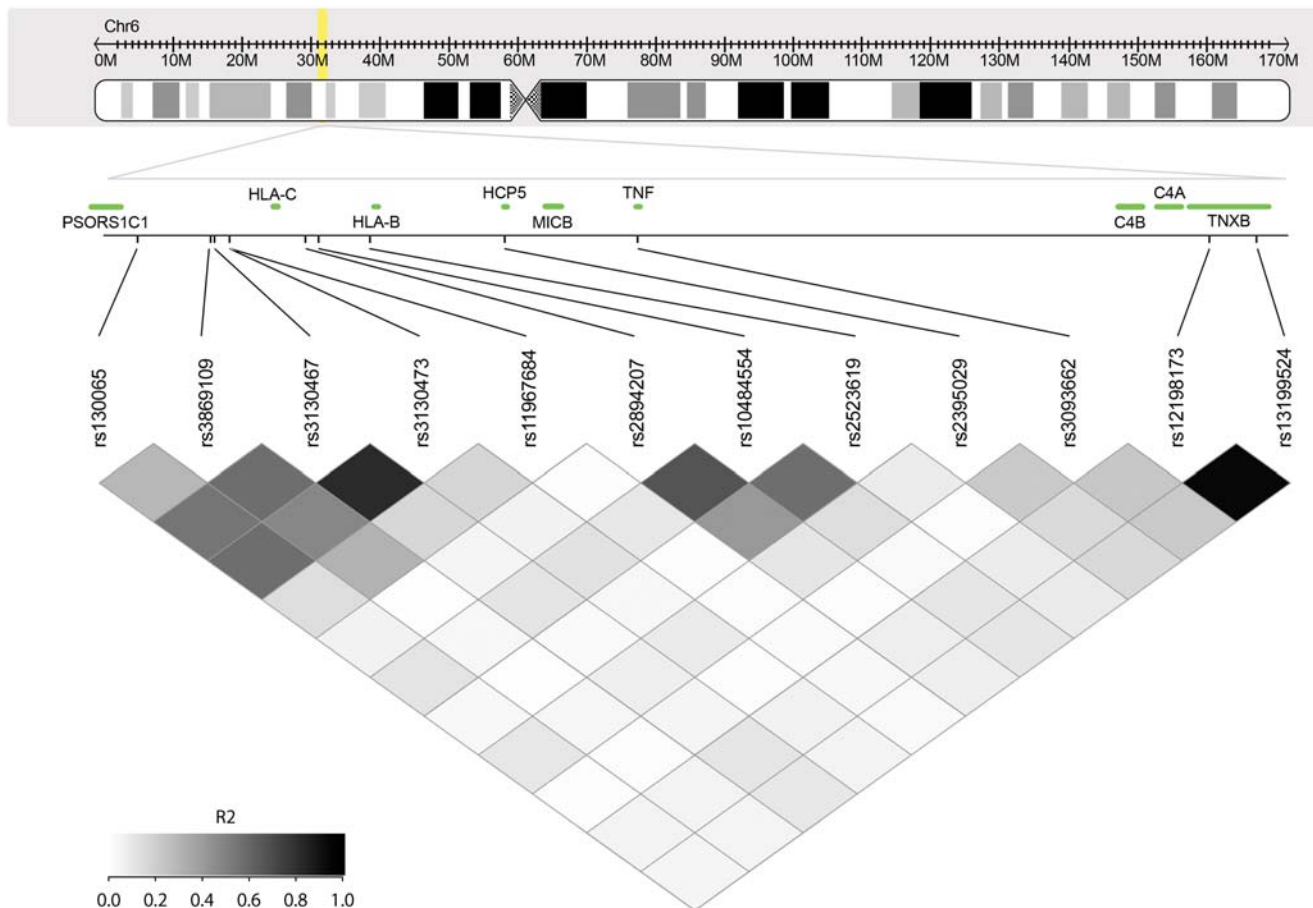 Chr6
0M 10M 20M 30M 40M 50M 60M 70M 80M 90M 100M 110M 120M 130M 140M 150M 160M 170M
HLA-C HCP5 TNF C4A
PSORS1C1 HLA-B MICB C4B TNXB
rs130065
rs3869109
rs3130467
rs3130473
rs11967684
rs2894207
rs10484554
rs2523619
rs2395029
rs3093662
rs12198173
rs13199524
R2
0.0 0.2 0.4 0.6 0.8 1.0